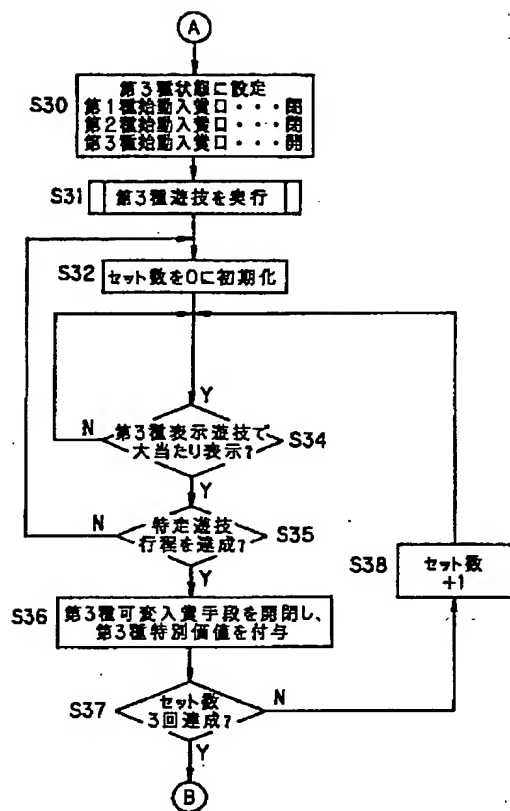 A
S30
第3種状態に設定
第1種始動入賞口・・・閉
第2種始動入賞口・・・閉
第3種始動入賞口・・・開
S31
第3種遊技を実行
S32
セット数を0に初期化
Y
N
第3種表示遊技で
大当たり表示?
S34
Y
N
特定遊技
行程を達成?
S35
Y
S38
セット数
+1
S36
第3種可変入賞手段を開閉し、
第3種特別価値を付与
S37
セット数
3回達成?
N
Y
B